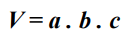 V = a . b . c